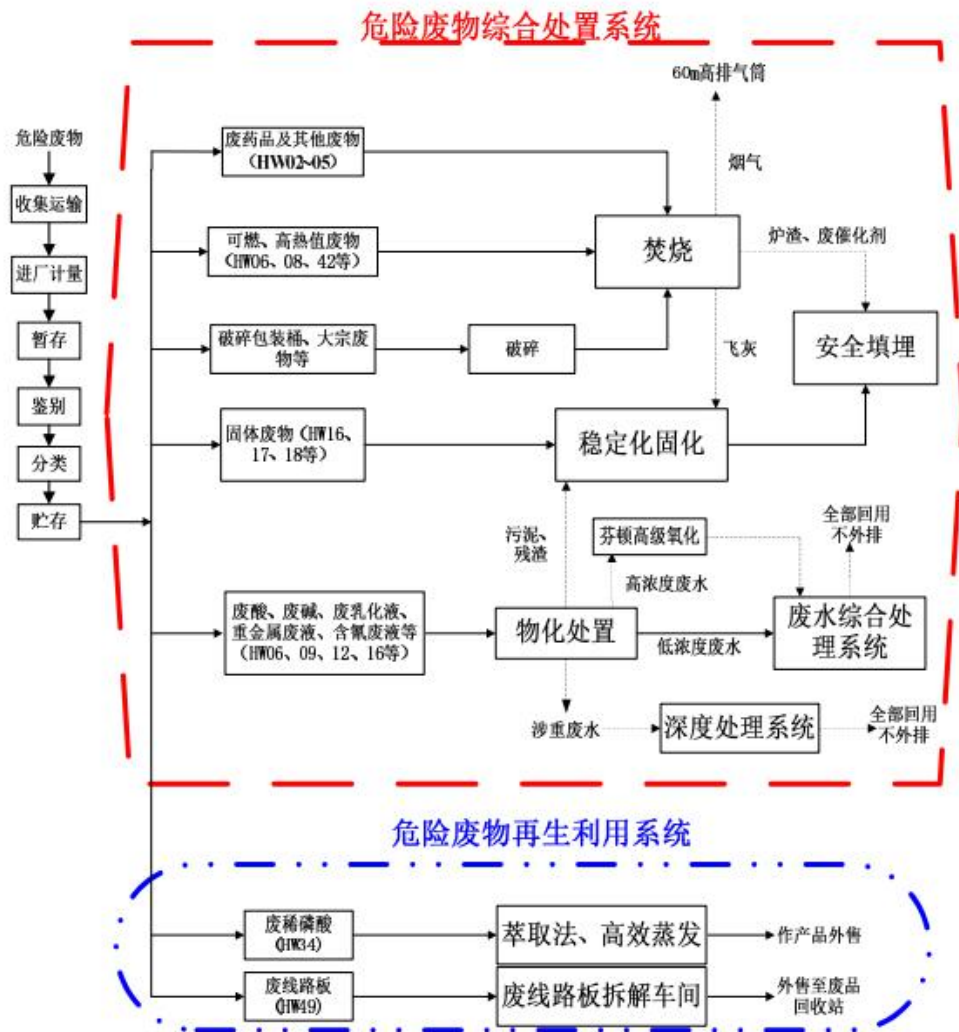 危险废物综合处置系统
60m高排气筒
危险废物
收集运输
进厂计量
暂存
鉴别
分类
贮存
废药品及其他废物
(HW02~05)
烟气
可燃、高热值废物
(HW06、08、42等)
焚烧
炉渣、废催化剂
破碎包装桶、大宗废
物等
破碎
飞灰
安全填埋
固体废物(HW16、
17、18等)
稳定化固化
污泥、
残渣
芬顿高级氧化
高浓度废水
全部回用
不外排
废酸、废碱、废乳化液、
重金属废液、含氰废液等
(HW06、09、12、16等)
物化处置
低浓度废水
废水综合处
理系统
涉重废水
深度处理系统
全部回用
不外排
危险废物再生利用系统
废稀磷酸
(HW34)
萃取法、高效蒸发
作产品外售
废线路板
(HW49)
废线路板拆解车间
外售至废品
回收站